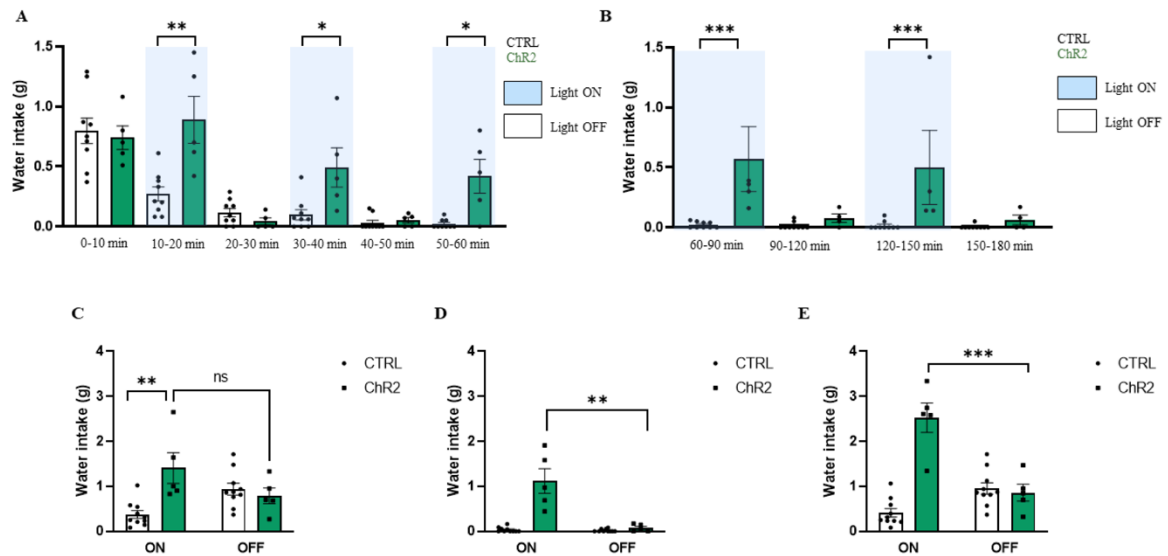 A
** * *
Water intake (g)
1.5
1.0
0.5
0.0
0-10 min 10-20 min 20-30 min 30-40 min 40-50 min 50-60 min
CTRL
ChR2
Light ON
Light OFF
B
*** ***
Water intake (g)
1.5
1.0
0.5
0.0
60-90 min 90-120 min 120-150 min 150-180 min
CTRL
ChR2
Light ON
Light OFF
C
** ns
Water intake (g)
4
3
2
1
0
ON OFF
CTRL
ChR2
D
**
Water intake (g)
4
3
2
1
0
ON OFF
CTRL
ChR2
E
***
Water intake (g)
4
3
2
1
0
ON OFF
CTRL
ChR2